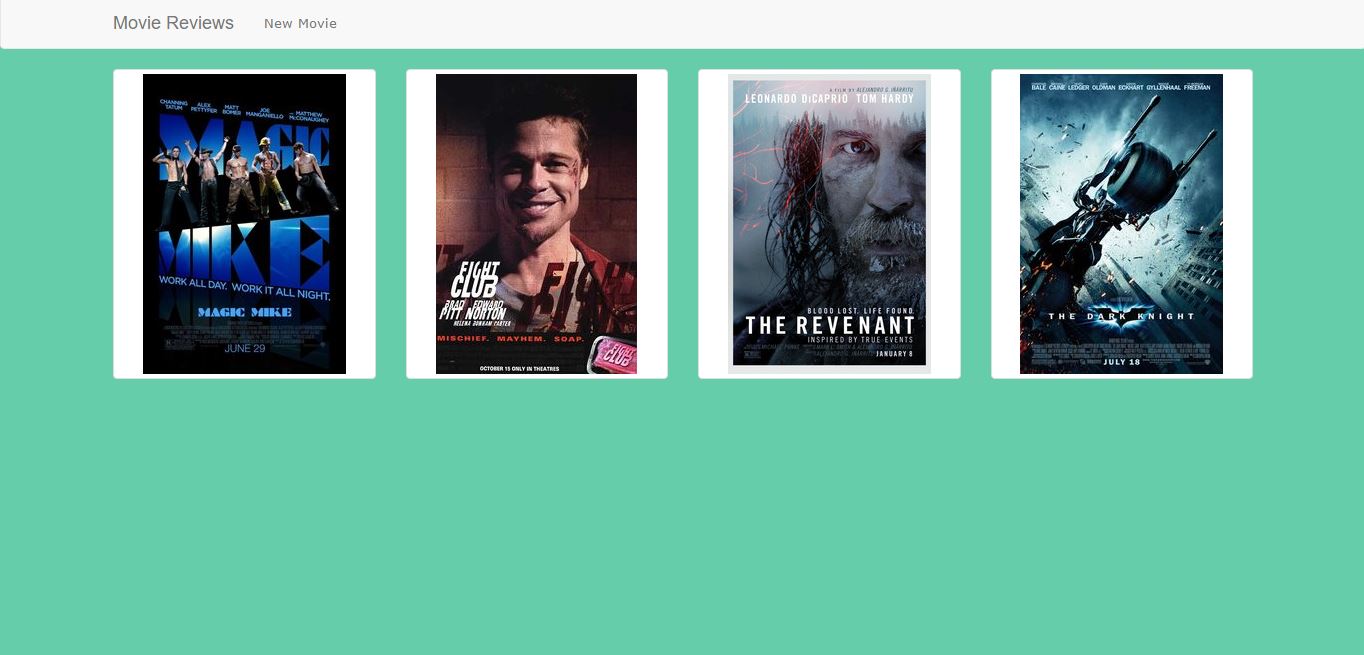 Movie Reviews
New Movie
CHANNING TATUM
ALEX PETTYFER
MATT BOMER
JOE MANGANIELLO
MATTHEW McCONAUGHEY
MAGIC
MIKE
WORK ALL DAY. WORK IT ALL NIGHT.
MAGIC MIKE
JUNE 29
FIGHT
CLUB
BRAD EDWARD
PITT NORTON
HELENA BONHAM CARTER
FIGHT
MISCHIEF. MAYHEM. SOAP.
FIGHT
CLUB
OCTOBER 15 ONLY IN THEATRES
A FILM BY ALEJANDRO G. IÑÁRRITU
LEONARDO DiCAPRIO TOM HARDY
BLOOD LOST. LIFE FOUND.
THE REVENANT
INSPIRED BY TRUE EVENTS
JANUARY 8
BALE CAINE LEDGER OLDMAN ECKHART GYLLENHAAL FREEMAN
THE DARK KNIGHT
JULY 18